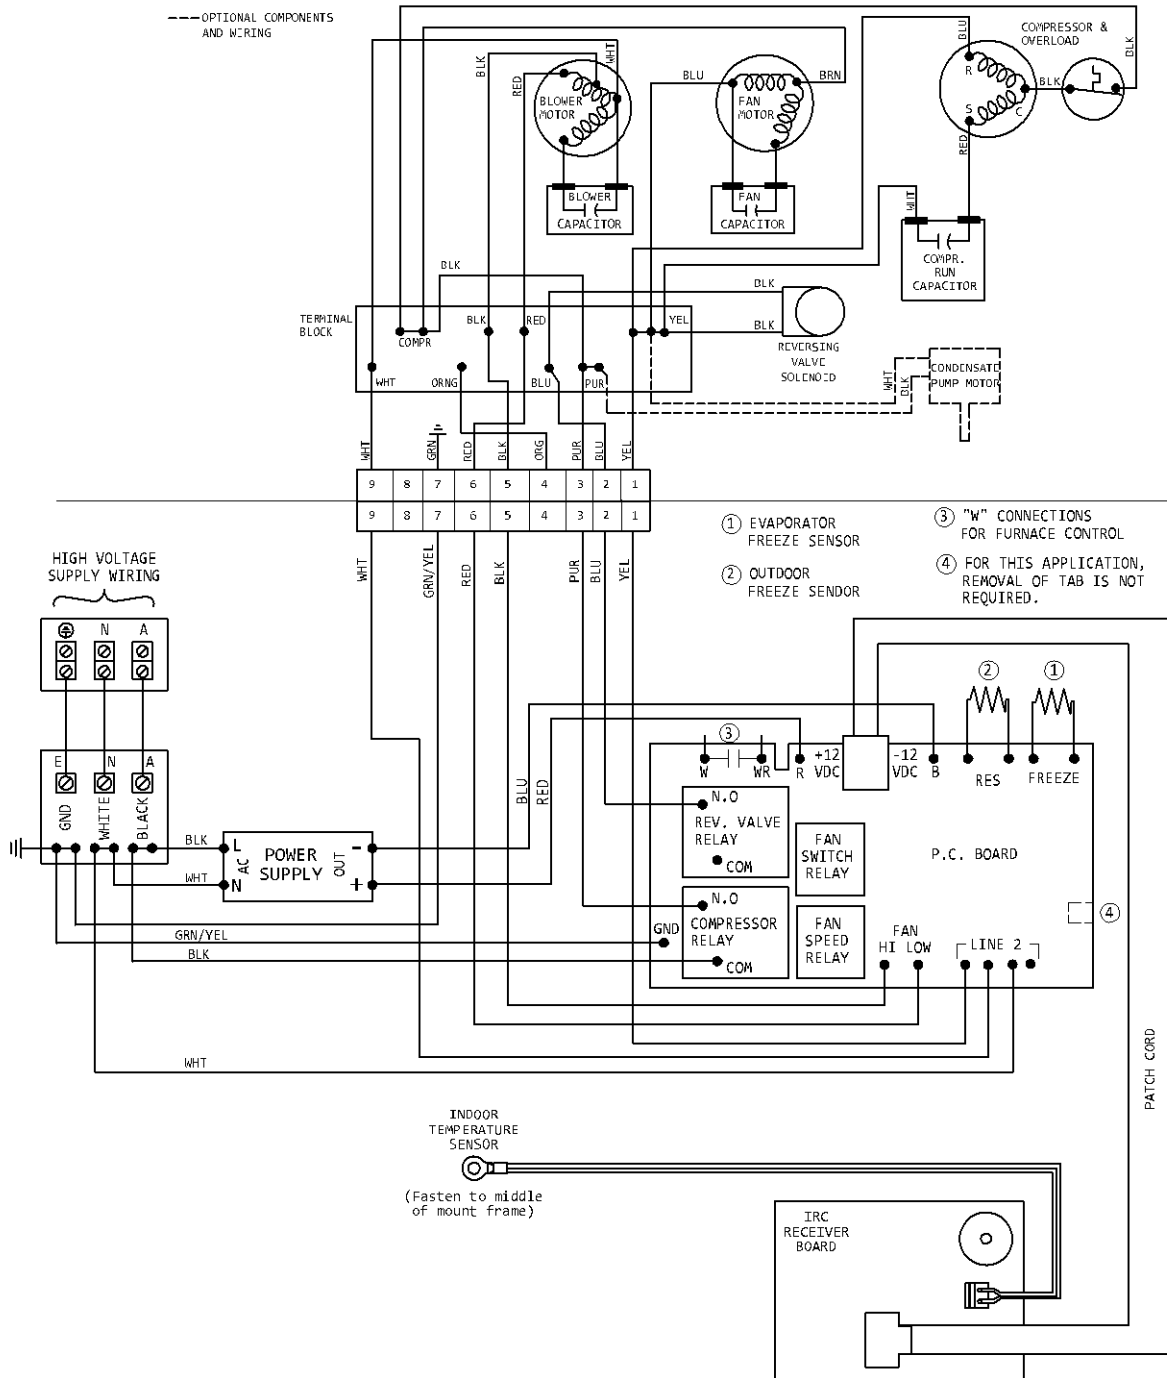 OPTIONAL COMPONENTS
AND WIRING
COMPRESSOR &
OVERLOAD
BLU
BLK
WHT
BLK
RED
BLU
BRN
BLK
R
S
C
RED
BLOWER
MOTOR
FAN
MOTOR
BLOWER
CAPACITOR
FAN
CAPACITOR
WHT
COMPR.
RUN
CAPACITOR
BLK
BLK
BLK
TERMINAL
BLOCK
COMPR
BLK
RED
YEL
WHT
ORNG
BLU
PUR
REVERSING
VALVE
SOLENOID
WHT
BLK
CONDENSATE
PUMP MOTOR
WHT
GRN
RED
BLK
ORG
PUR
BLU
YEL
9 8 7 6 5 4 3 2 1
9 8 7 6 5 4 3 2 1
WHT
GRN/YEL
RED
BLK
PUR
BLU
YEL
1 EVAPORATOR
FREEZE SENSOR
2 OUTDOOR
FREEZE SENDOR
3 "W" CONNECTIONS
FOR FURNACE CONTROL
4 FOR THIS APPLICATION,
REMOVAL OF TAB IS NOT
REQUIRED.
HIGH VOLTAGE
SUPPLY WIRING
N A
E N A
GND
WHITE
BLACK
BLK
WHT
L
N
AC
POWER
SUPPLY
OUT
-
+
BLU
RED
GRN/YEL
BLK
WHT
3
2
1
W
WR
R
+12
VDC
-12
VDC
B
RES
FREEZE
N.O
REV. VALVE
RELAY
COM
FAN
SWITCH
RELAY
P.C. BOARD
N.O
COMPRESSOR
RELAY
COM
GND
FAN
SPEED
RELAY
FAN
HI LOW
LINE 2
4
PATCH CORD
INDOOR
TEMPERATURE
SENSOR
(Fasten to middle
of mount frame)
IRC
RECEIVER
BOARD